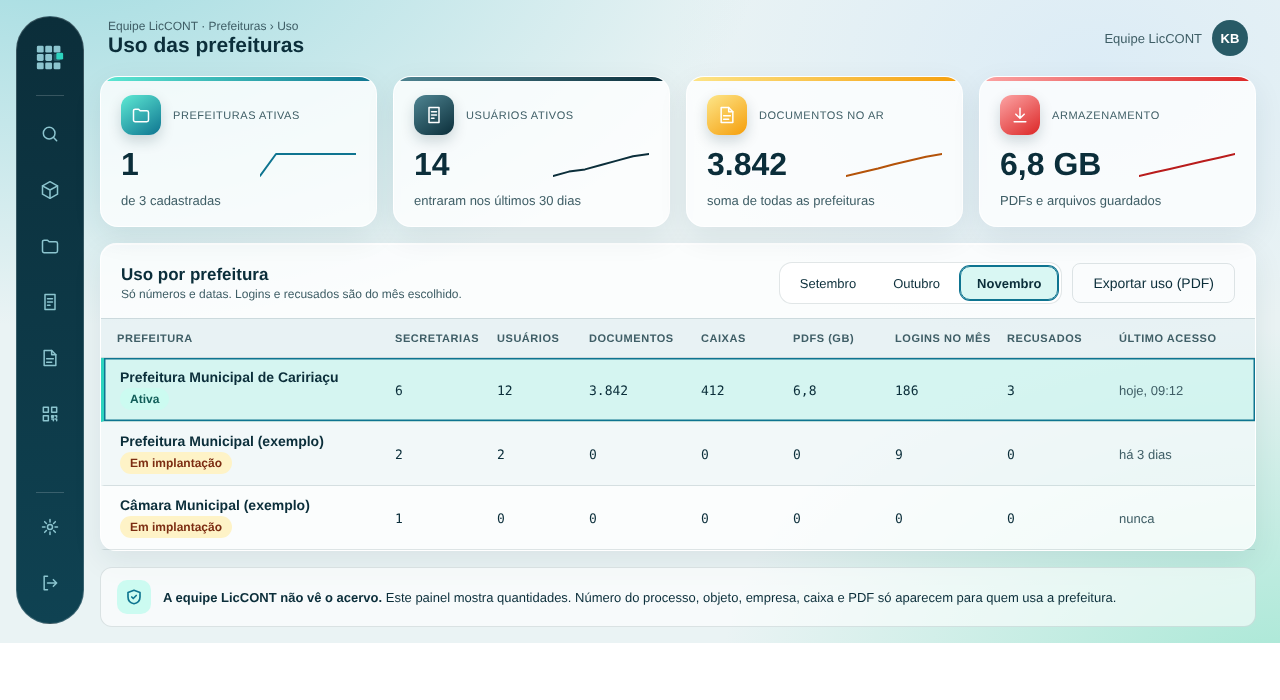 Equipe LicCONT · Prefeituras › Uso
Uso das prefeituras
Equipe LicCONT
KB
PREFEITURAS ATIVAS
1
de 3 cadastradas
USUÁRIOS ATIVOS
14
entraram nos últimos 30 dias
DOCUMENTOS NO AR
3.842
soma de todas as prefeituras
ARMAZENAMENTO
6,8 GB
PDFs e arquivos guardados
Uso por prefeitura
Só números e datas. Logins e recusados são do mês escolhido.
Setembro Outubro Novembro Exportar uso (PDF)
PREFEITURA SECRETARIAS USUÁRIOS DOCUMENTOS CAIXAS PDFS (GB) LOGINS NO MÊS RECUSADOS ÚLTIMO ACESSO
Prefeitura Municipal de Caririaçu
Ativa
6 12 3.842 412 6,8 186 3 hoje, 09:12
Prefeitura Municipal (exemplo)
Em implantação
2 2 0 0 0 9 0 há 3 dias
Câmara Municipal (exemplo)
Em implantação
1 0 0 0 0 0 0 nunca
A equipe LicCONT não vê o acervo. Este painel mostra quantidades. Número do processo, objeto, empresa, caixa e PDF só aparecem para quem usa a prefeitura.